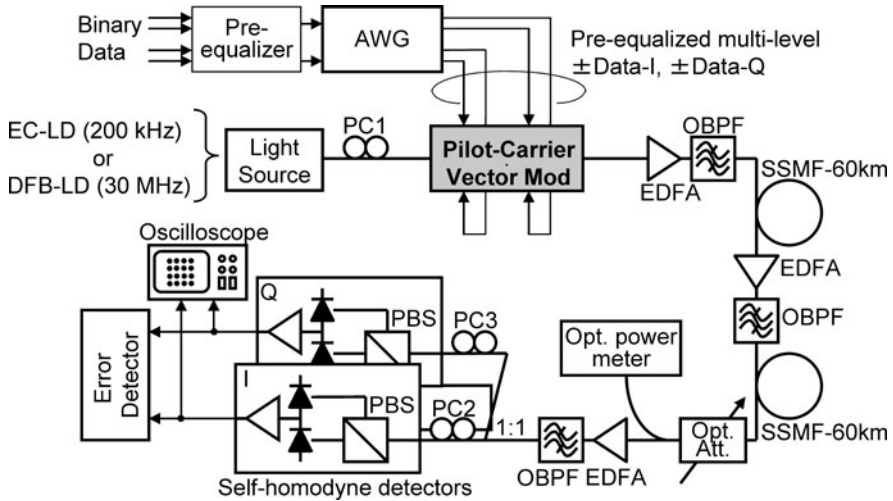 Binary
Data
Pre-
equalizer
AWG
Pre-equalized multi-level
±Data-I, ±Data-Q
EC-LD (200 kHz)
or
DFB-LD (30 MHz)
Light
Source
PC1
Pilot-Carrier
Vector Mod
EDFA
OBPF
SSMF-60km
EDFA
OBPF
SSMF-60km
Oscilloscope
Error
Detector
Q
PBS
PC3
I
PBS
PC2
1:1
Opt. power
meter
Opt.
Att.
OBPF EDFA
Self-homodyne detectors